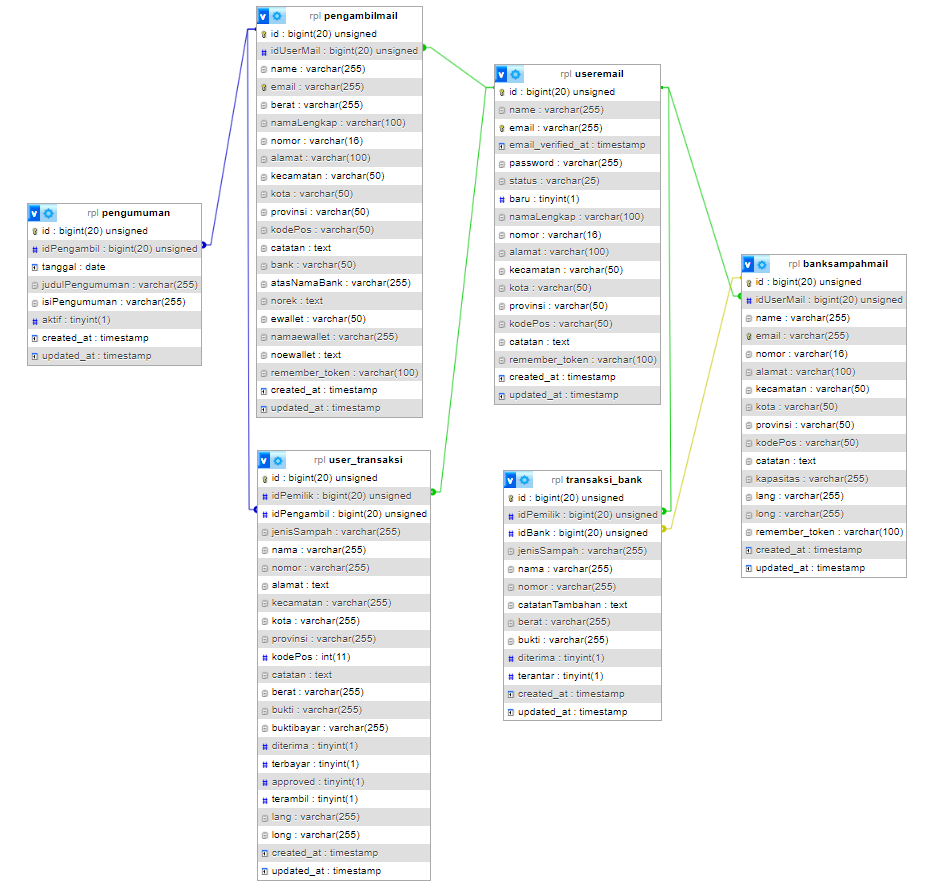 v rpl pengambilmail
id : bigint(20) unsigned
# idUserMail : bigint(20) unsigned
name : varchar(255)
email : varchar(255)
berat : varchar(255)
namaLengkap : varchar(100)
nomor : varchar(16)
alamat : varchar(100)
kecamatan : varchar(50)
kota : varchar(50)
provinsi : varchar(50)
kodePos : varchar(50)
catatan : text
bank : varchar(50)
atasNamaBank : varchar(255)
norek : text
ewallet : varchar(50)
namaewallet : varchar(255)
noewallet : text
remember_token : varchar(100)
created_at : timestamp
updated_at : timestamp
v rpl useremail
id : bigint(20) unsigned
name : varchar(255)
email : varchar(255)
email_verified_at : timestamp
password : varchar(255)
status : varchar(25)
# baru : tinyint(1)
namaLengkap : varchar(100)
nomor : varchar(16)
alamat : varchar(100)
kecamatan : varchar(50)
kota : varchar(50)
provinsi : varchar(50)
kodePos : varchar(50)
catatan : text
remember_token : varchar(100)
created_at : timestamp
updated_at : timestamp
v rpl pengumuman
id : bigint(20) unsigned
# idPengambil : bigint(20) unsigned
tanggal : date
judulPengumuman : varchar(255)
isiPengumuman : varchar(255)
# aktif : tinyint(1)
created_at : timestamp
updated_at : timestamp
v rpl banksampahmail
id : bigint(20) unsigned
# idUserMail : bigint(20) unsigned
name : varchar(255)
email : varchar(255)
nomor : varchar(16)
alamat : varchar(100)
kecamatan : varchar(50)
kota : varchar(50)
provinsi : varchar(50)
kodePos : varchar(50)
catatan : text
kapasitas : varchar(255)
lang : varchar(255)
long : varchar(255)
remember_token : varchar(100)
created_at : timestamp
updated_at : timestamp
v rpl user_transaksi
id : bigint(20) unsigned
# idPemilik : bigint(20) unsigned
# idPengambil : bigint(20) unsigned
jenisSampah : varchar(255)
nama : varchar(255)
nomor : varchar(255)
alamat : text
kecamatan : varchar(255)
kota : varchar(255)
provinsi : varchar(255)
# kodePos : int(11)
catatan : text
berat : varchar(255)
bukti : varchar(255)
buktibayar : varchar(255)
# diterima : tinyint(1)
# terbayar : tinyint(1)
# approved : tinyint(1)
# terambil : tinyint(1)
lang : varchar(255)
long : varchar(255)
created_at : timestamp
updated_at : timestamp
v rpl transaksi_bank
id : bigint(20) unsigned
# idPemilik : bigint(20) unsigned
# idBank : bigint(20) unsigned
jenisSampah : varchar(255)
nama : varchar(255)
nomor : varchar(255)
catatanTambahan : text
berat : varchar(255)
bukti : varchar(255)
# diterima : tinyint(1)
# terantar : tinyint(1)
created_at : timestamp
updated_at : timestamp